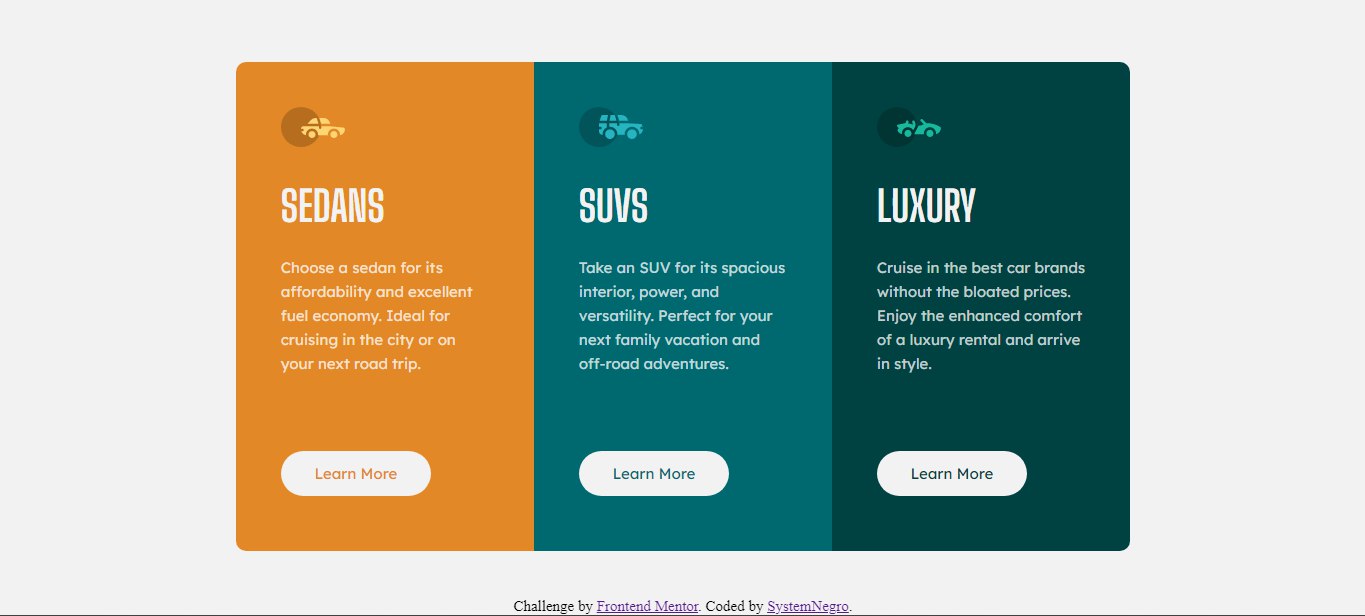 SEDANS
Choose a sedan for its
affordability and excellent
fuel economy. Ideal for
cruising in the city or on
your next road trip.
Learn More
SUVS
Take an SUV for its spacious
interior, power, and
versatility. Perfect for your
next family vacation and
off-road adventures.
Learn More
LUXURY
Cruise in the best car brands
without the bloated prices.
Enjoy the enhanced comfort
of a luxury rental and arrive
in style.
Learn More
Challenge by Frontend Mentor. Coded by SystemNegro.